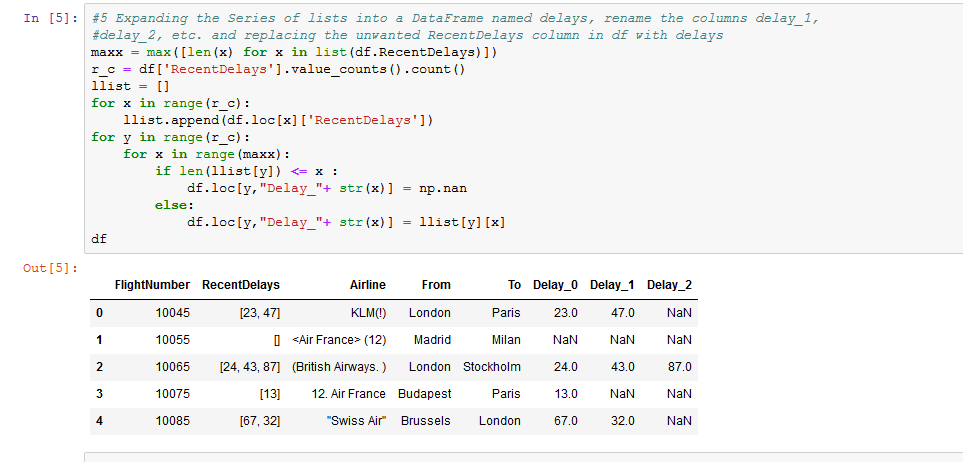 In [5]: #5 Expanding the Series of lists into a DataFrame named delays, rename the columns delay_1,
#delay_2, etc. and replacing the unwanted RecentDelays column in df with delays
maxx = max([len(x) for x in list(df.RecentDelays)])
r_c = df['RecentDelays'].value_counts().count()
llist = []
for x in range(r_c):
    llist.append(df.loc[x]['RecentDelays'])
for y in range(r_c):
    for x in range(maxx):
        if len(llist[y]) <= x :
            df.loc[y,"Delay_"+ str(x)] = np.nan
        else:
            df.loc[y,"Delay_"+ str(x)] = llist[y][x]
df
Out[5]:
FlightNumber RecentDelays Airline From To Delay_0 Delay_1 Delay_2
0 10045 [23, 47] KLM(!) London Paris 23.0 47.0 NaN
1 10055 [] <Air France> (12) Madrid Milan NaN NaN NaN
2 10065 [24, 43, 87] (British Airways. ) London Stockholm 24.0 43.0 87.0
3 10075 [13] 12. Air France Budapest Paris 13.0 NaN NaN
4 10085 [67, 32] "Swiss Air" Brussels London 67.0 32.0 NaN